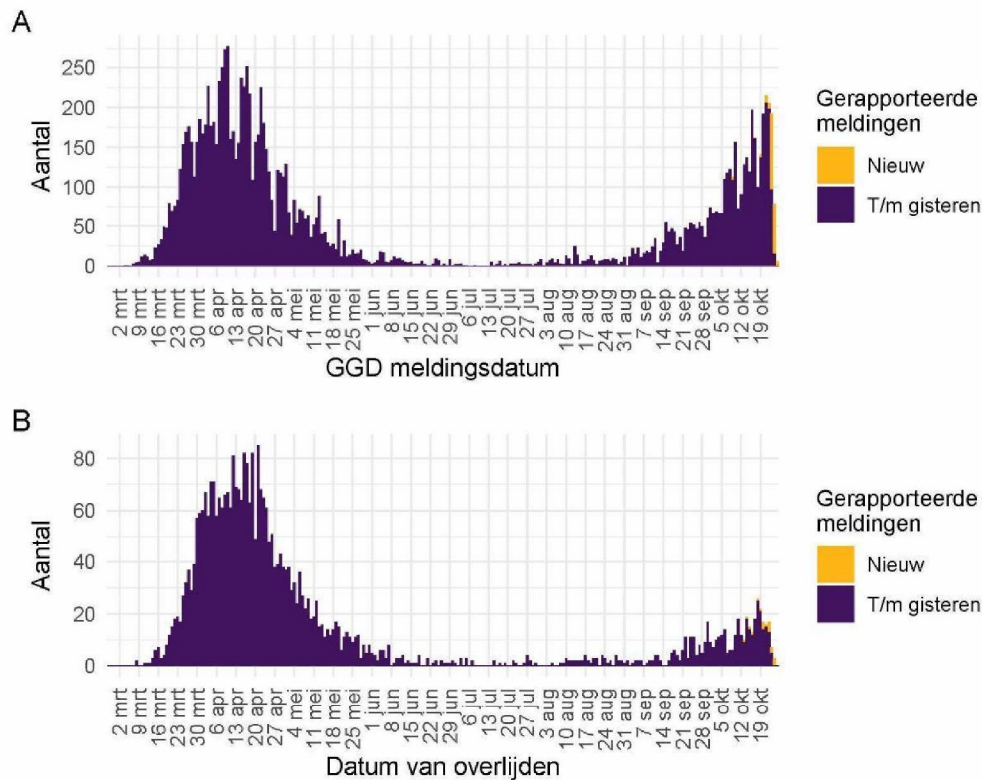 A
Aantal
250
200
150
100
50
0
2 mrt
9 mrt
16 mrt
23 mrt
30 mrt
6 apr
13 apr
20 apr
27 apr
4 mei
11 mei
18 mei
25 mei
1 jun
8 jun
15 jun
22 jun
29 jun
6 jul
13 jul
20 jul
27 jul
3 aug
10 aug
17 aug
24 aug
31 aug
7 sep
14 sep
21 sep
28 sep
5 okt
12 okt
19 okt
GGD meldingsdatum
Gerapporteerde
meldingen
Nieuw
T/m gisteren
B
Aantal
80
60
40
20
0
2 mrt
9 mrt
16 mrt
23 mrt
30 mrt
6 apr
13 apr
20 apr
27 apr
4 mei
11 mei
18 mei
25 mei
1 jun
8 jun
15 jun
22 jun
29 jun
6 jul
13 jul
20 jul
27 jul
3 aug
10 aug
17 aug
24 aug
31 aug
7 sep
14 sep
21 sep
28 sep
5 okt
12 okt
19 okt
Datum van overlijden
Gerapporteerde
meldingen
Nieuw
T/m gisteren